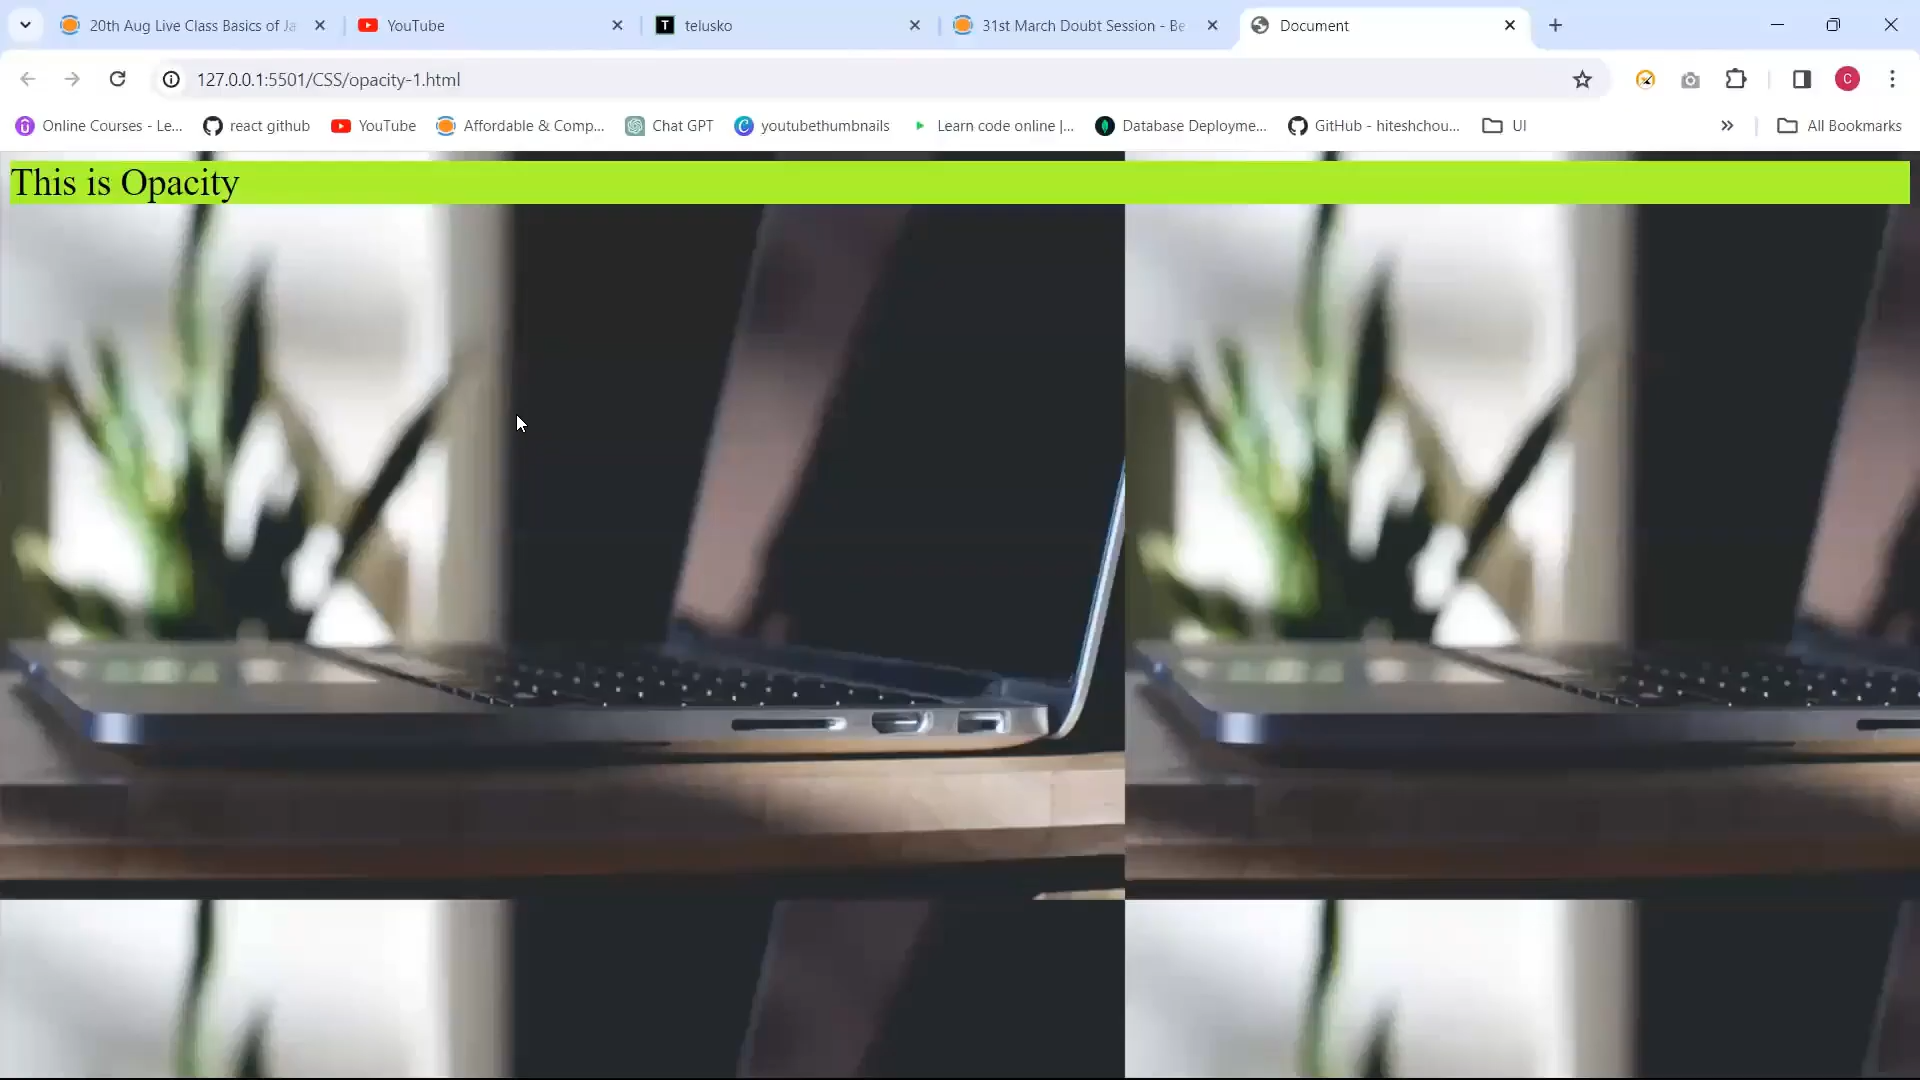 20th Aug Live Class Basics of Ja
YouTube
T telusko
31st March Doubt Session - Be
Document
127.0.0.1:5501/CSS/opacity-1.html
C
Online Courses - Le...
react github
YouTube
Affordable & Comp...
Chat GPT
C youtubethumbnails
Learn code online |...
Database Deployme...
GitHub - hiteshchou...
UI
All Bookmarks
This is Opacity